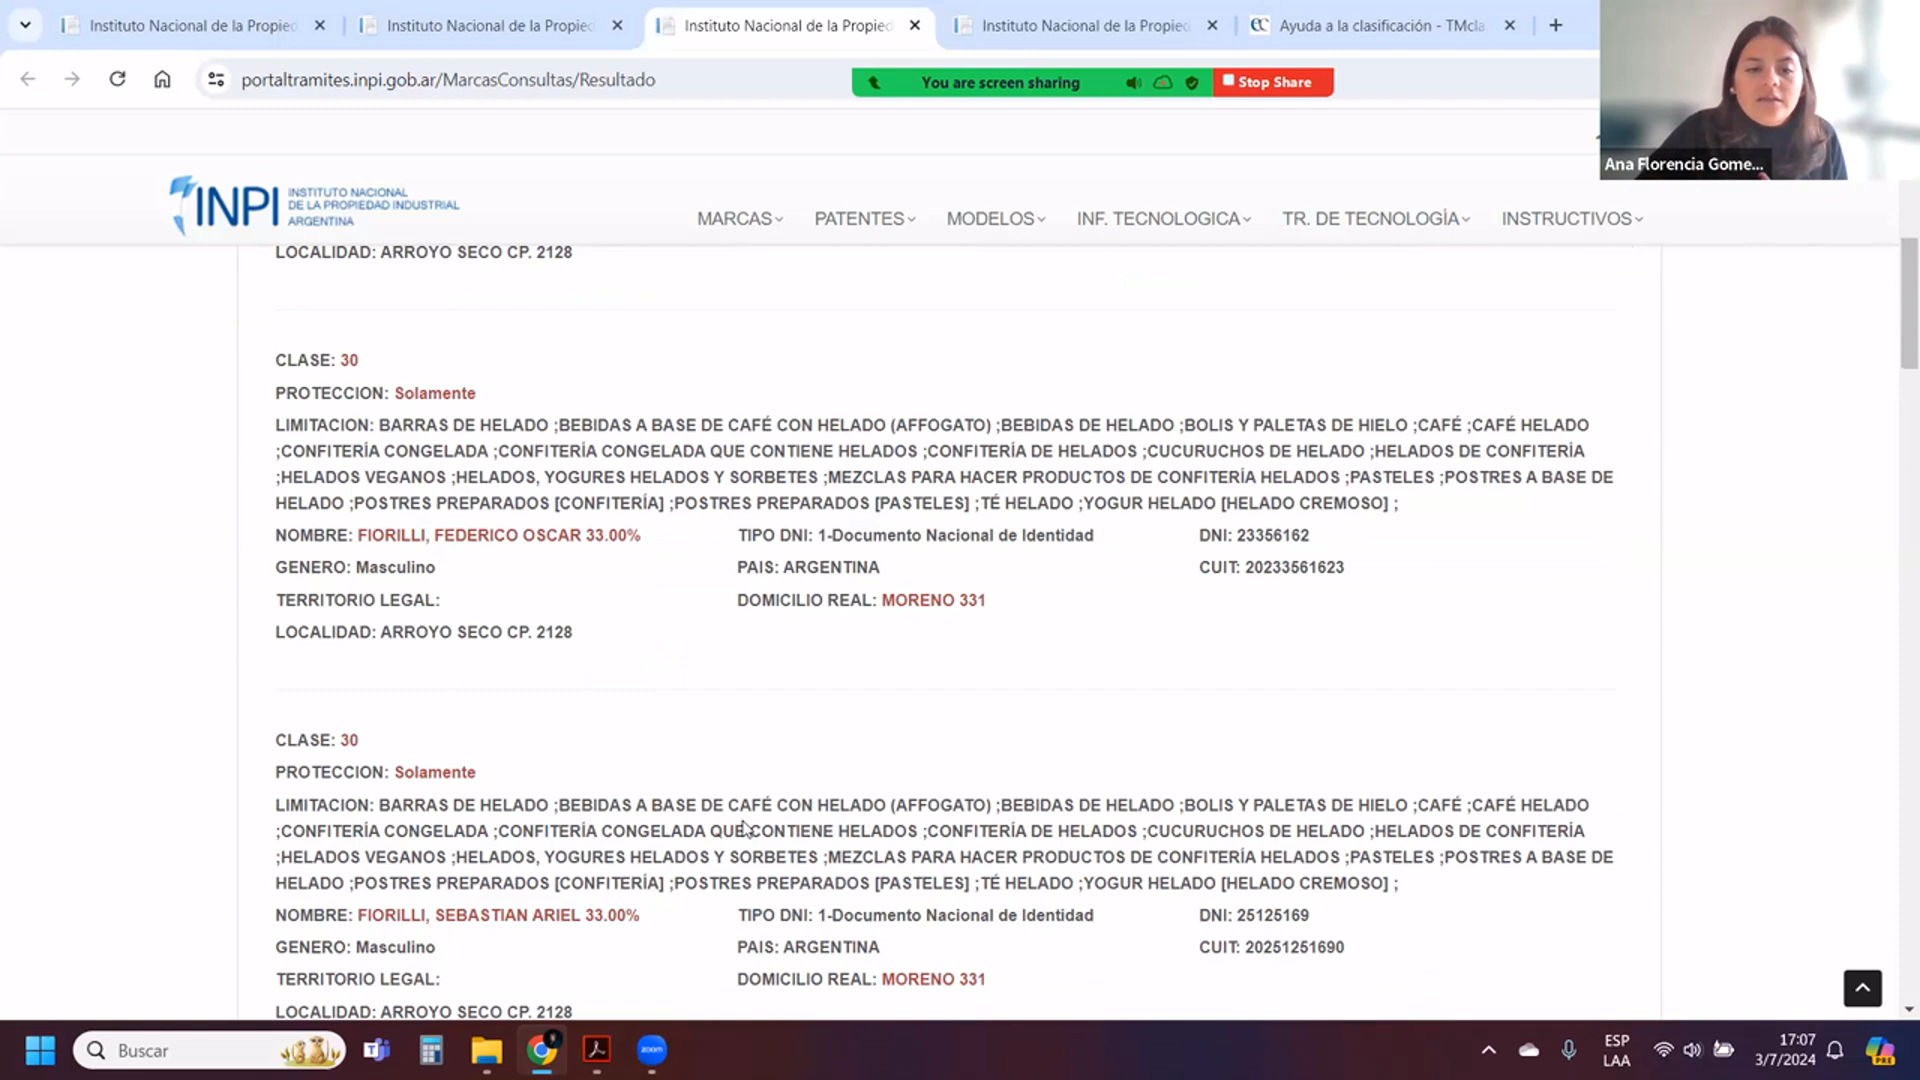 Instituto Nacional de la Propied
Instituto Nacional de la Propied
Instituto Nacional de la Propied
Instituto Nacional de la Propied
Ayuda a la clasificación - TMcla
portaltramites.inpi.gob.ar/MarcasConsultas/Resultado
You are screen sharing
Stop Share
Ana Florencia Gome...
INPI
INSTITUTO NACIONAL
DE LA PROPIEDAD INDUSTRIAL
ARGENTINA
MARCAS
PATENTES
MODELOS
INF. TECNOLOGICA
TR. DE TECNOLOGÍA
INSTRUCTIVOS
LOCALIDAD: ARROYO SECO CP. 2128
CLASE: 30
PROTECCION: Solamente
LIMITACION: BARRAS DE HELADO ;BEBIDAS A BASE DE CAFÉ CON HELADO (AFFOGATO) ;BEBIDAS DE HELADO ;BOLIS Y PALETAS DE HIELO ;CAFÉ ;CAFÉ HELADO
;CONFITERÍA CONGELADA ;CONFITERÍA CONGELADA QUE CONTIENE HELADOS ;CONFITERÍA DE HELADOS ;CUCURUCHOS DE HELADO ;HELADOS DE CONFITERÍA
;HELADOS VEGANOS ;HELADOS, YOGURES HELADOS Y SORBETES ;MEZCLAS PARA HACER PRODUCTOS DE CONFITERÍA HELADOS ;PASTELES ;POSTRES A BASE DE
HELADO ;POSTRES PREPARADOS [CONFITERÍA] ;POSTRES PREPARADOS [PASTELES] ;TÉ HELADO ;YOGUR HELADO [HELADO CREMOSO] ;
NOMBRE: FIORILLI, FEDERICO OSCAR 33.00% TIPO DNI: 1-Documento Nacional de Identidad DNI: 23356162
GENERO: Masculino PAIS: ARGENTINA CUIT: 20233561623
TERRITORIO LEGAL: DOMICILIO REAL: MORENO 331
LOCALIDAD: ARROYO SECO CP. 2128
CLASE: 30
PROTECCION: Solamente
LIMITACION: BARRAS DE HELADO ;BEBIDAS A BASE DE CAFÉ CON HELADO (AFFOGATO) ;BEBIDAS DE HELADO ;BOLIS Y PALETAS DE HIELO ;CAFÉ ;CAFÉ HELADO
;CONFITERÍA CONGELADA ;CONFITERÍA CONGELADA QUE CONTIENE HELADOS ;CONFITERÍA DE HELADOS ;CUCURUCHOS DE HELADO ;HELADOS DE CONFITERÍA
;HELADOS VEGANOS ;HELADOS, YOGURES HELADOS Y SORBETES ;MEZCLAS PARA HACER PRODUCTOS DE CONFITERÍA HELADOS ;PASTELES ;POSTRES A BASE DE
HELADO ;POSTRES PREPARADOS [CONFITERÍA] ;POSTRES PREPARADOS [PASTELES] ;TÉ HELADO ;YOGUR HELADO [HELADO CREMOSO] ;
NOMBRE: FIORILLI, SEBASTIAN ARIEL 33.00% TIPO DNI: 1-Documento Nacional de Identidad DNI: 25125169
GENERO: Masculino PAIS: ARGENTINA CUIT: 20251251690
TERRITORIO LEGAL: DOMICILIO REAL: MORENO 331
LOCALIDAD: ARROYO SECO CP. 2128
Buscar
zoom
ESP
LAA
17:07
3/7/2024
PRE